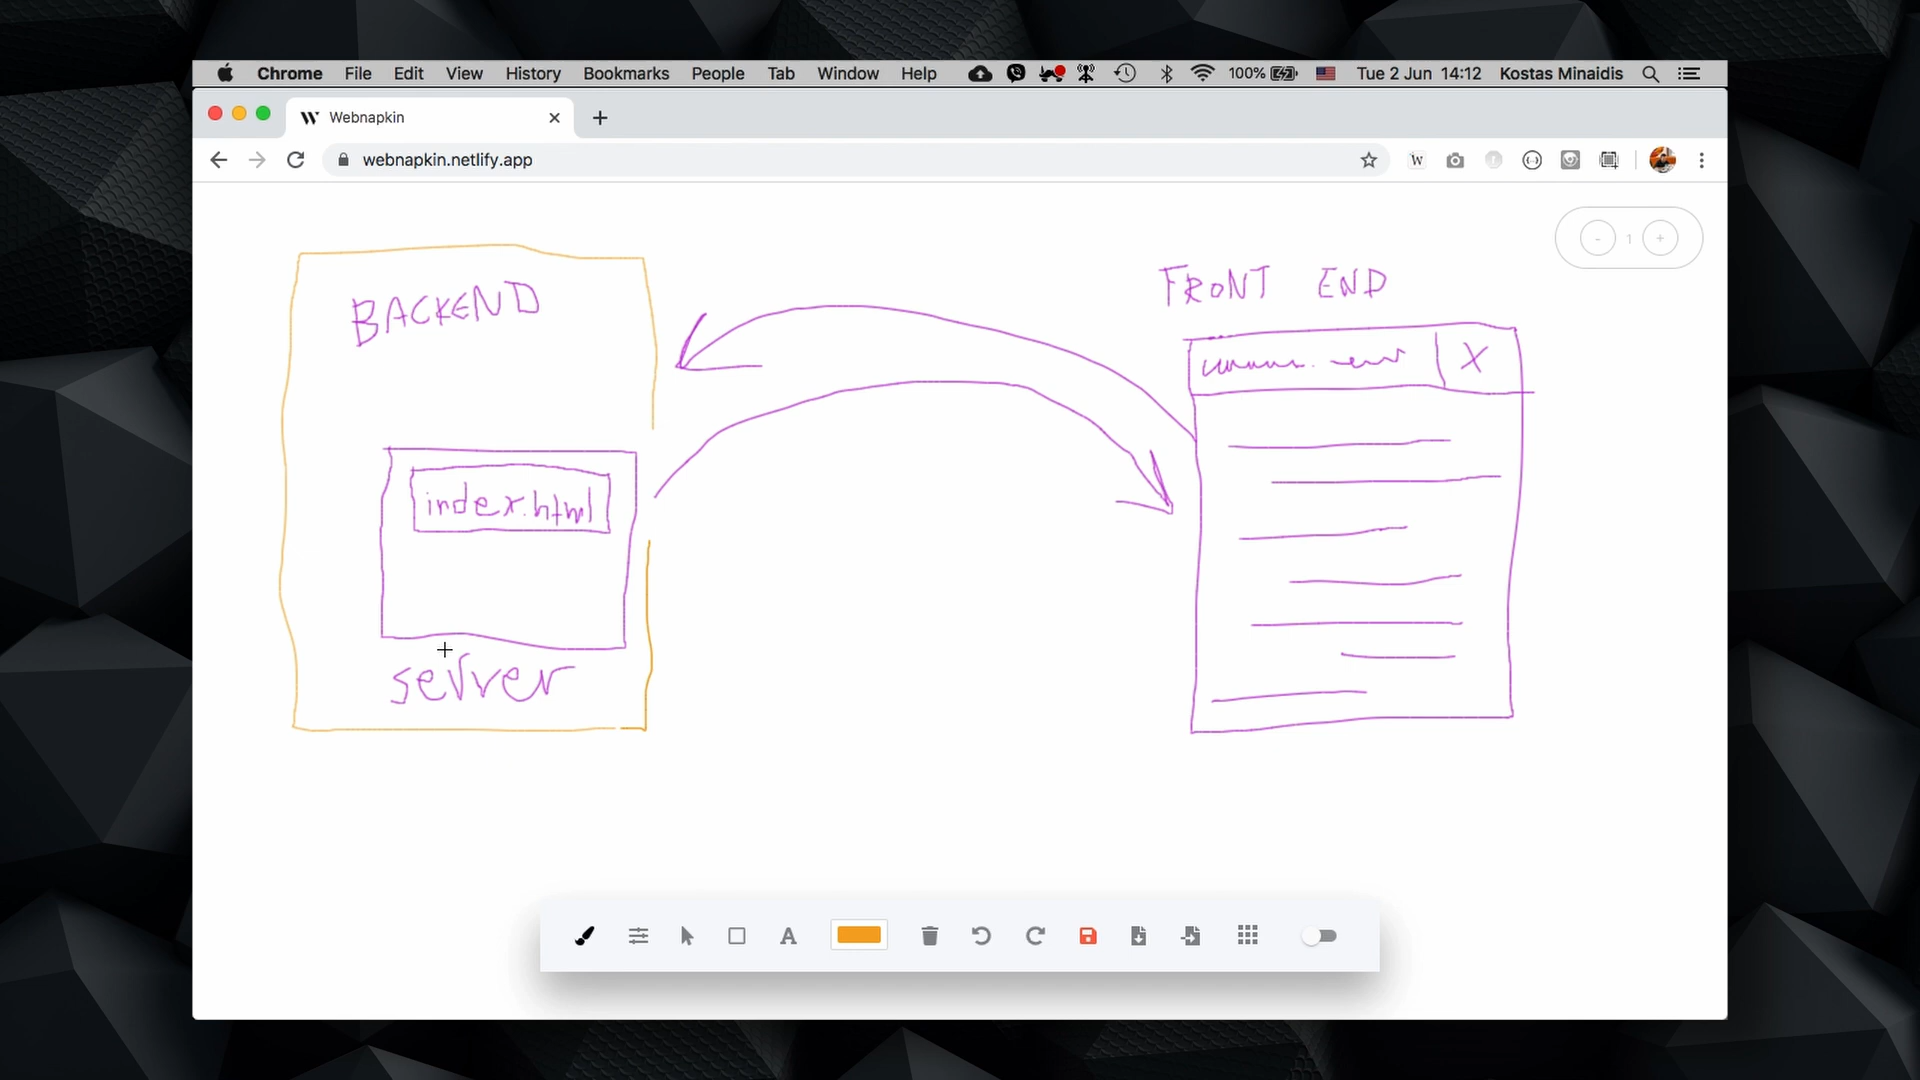 Chrome File Edit View History Bookmarks People Tab Window Help 100% Tue 2 Jun 14:12 Kostas Minaidis
Webnapkin
webnapkin.netlify.app
- 1 +
BACKEND
FRONT END
X
index.html
server